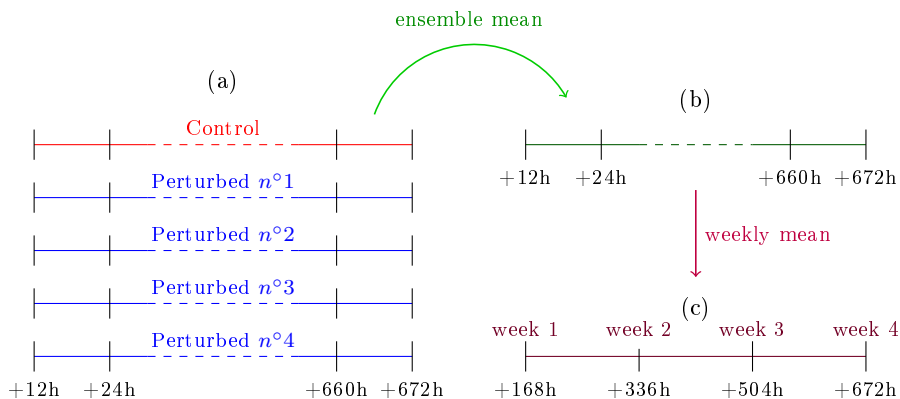 ensemble mean
(a)
Control
Perturbed n°1
Perturbed n°2
Perturbed n°3
Perturbed n°4
+12h +24h +660h +672h
(b)
+12h +24h +660h +672h
weekly mean
(c)
week 1 week 2 week 3 week 4
+168h +336h +504h +672h